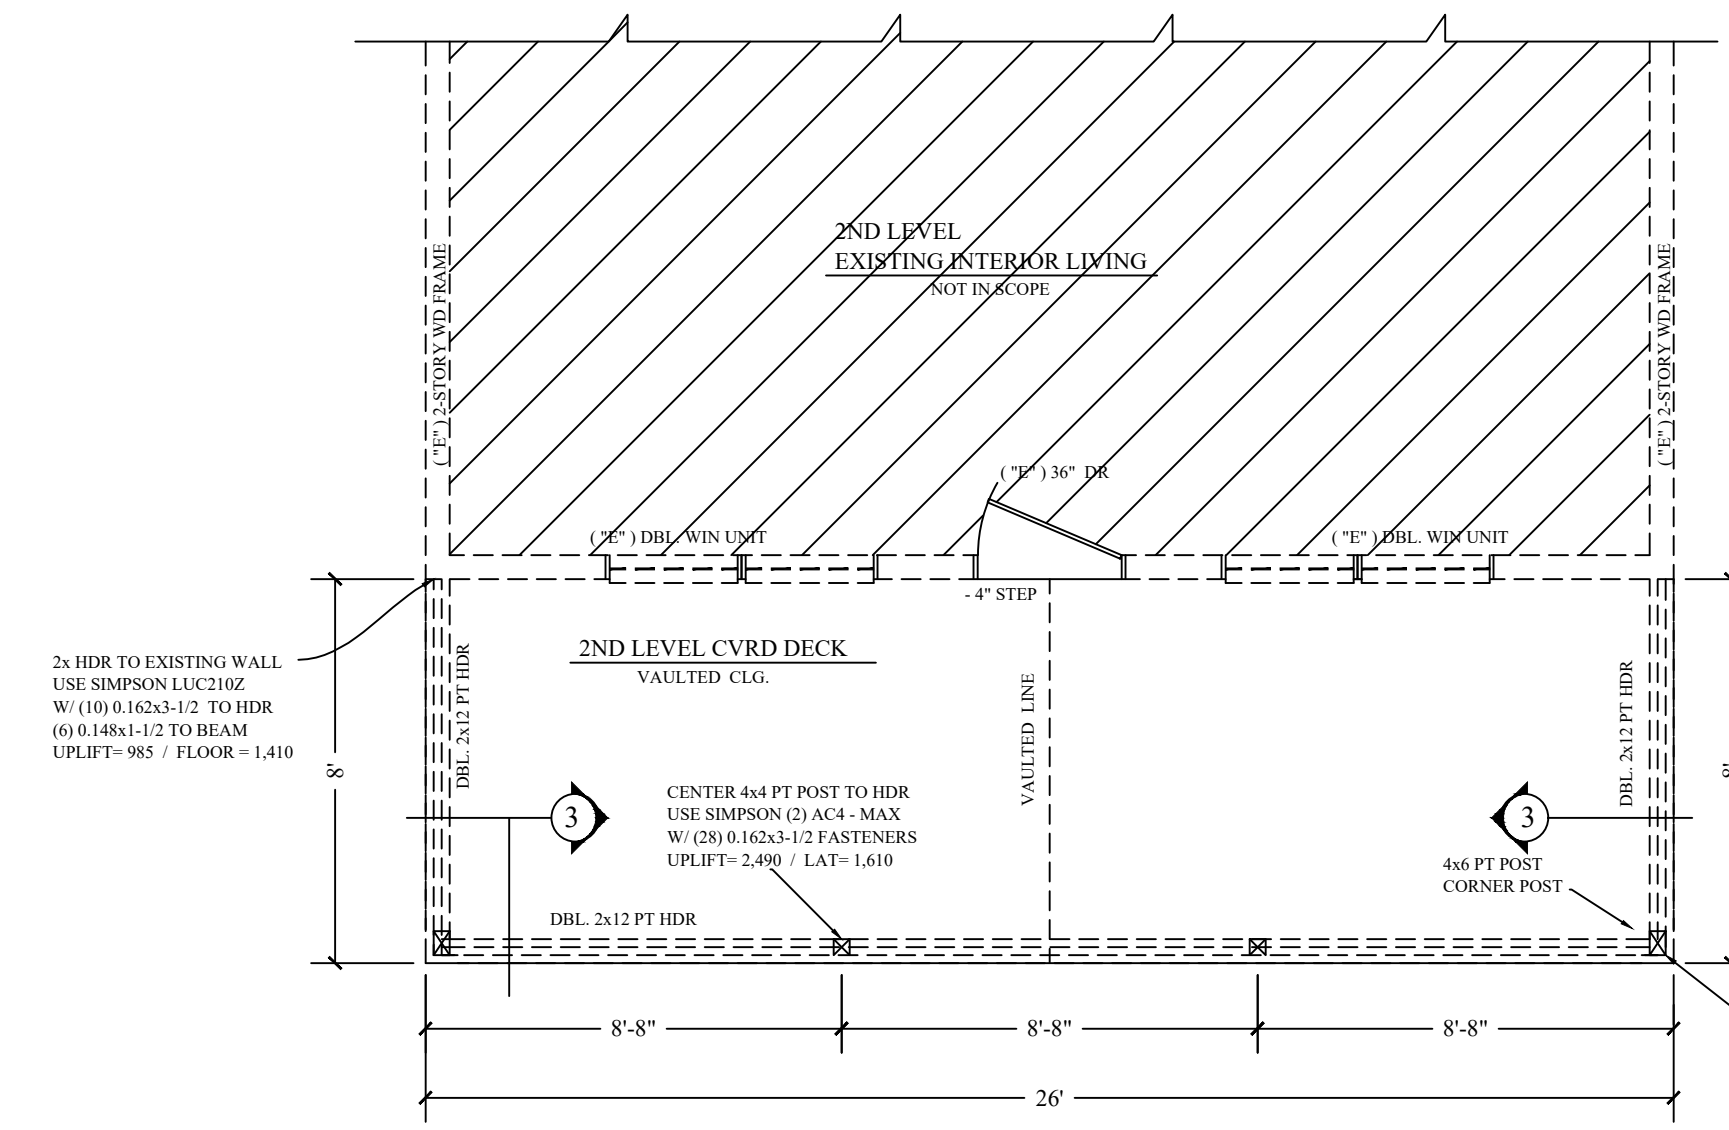 2ND LEVEL
EXISTING INTERIOR LIVING
NOT IN SCOPE
( "E" ) 2-STORY WD FRAME
( "E" ) 2-STORY WD FRAME
( "E" ) 36" DR
( "E" ) DBL. WIN UNIT
( "E" ) DBL. WIN UNIT
- 4" STEP
2ND LEVEL CVRD DECK
VAULTED CLG.
2x HDR TO EXISTING WALL
USE SIMPSON LUC210Z
W/ (10) 0.162x3-1/2 TO HDR
(6) 0.148x1-1/2 TO BEAM
UPLIFT= 985 / FLOOR = 1,410
8'
DBL. 2x12 PT HDR
VAULTED LINE
DBL. 2x12 PT HDR
8'
CENTER 4x4 PT POST TO HDR
USE SIMPSON (2) AC4 - MAX
W/ (28) 0.162x3-1/2 FASTENERS
UPLIFT= 2,490 / LAT= 1,610
3
3
4x6 PT POST
CORNER POST
DBL. 2x12 PT HDR
8'-8"
8'-8"
8'-8"
26'